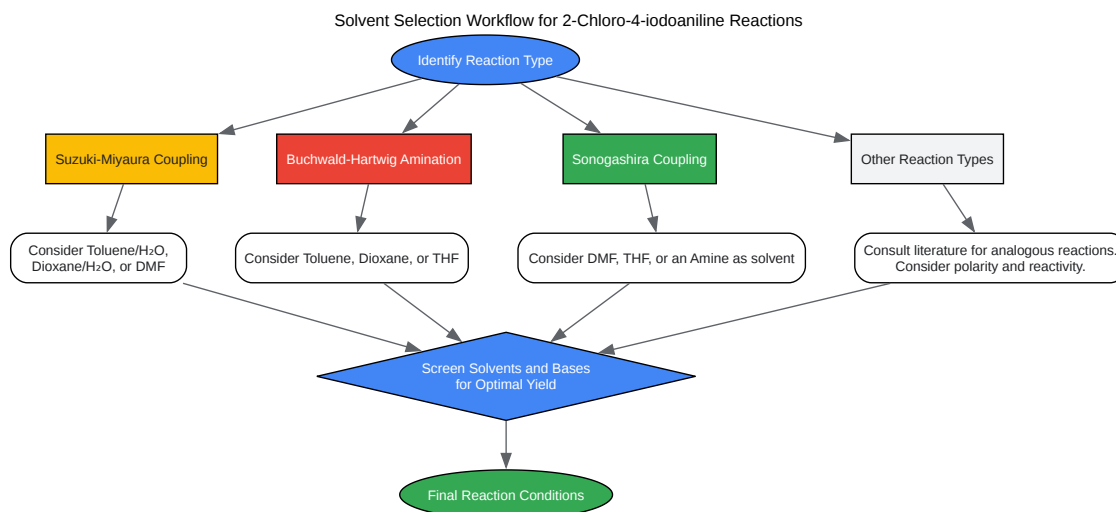 Solvent Selection Workflow for 2-Chloro-4-iodoaniline Reactions
Identify Reaction Type
Suzuki-Miyaura Coupling
Buchwald-Hartwig Amination
Sonogashira Coupling
Other Reaction Types
Consider Toluene/H₂O,
Dioxane/H₂O, or DMF
Consider Toluene, Dioxane, or THF
Consider DMF, THF, or an Amine as solvent
Consult literature for analogous reactions.
Consider polarity and reactivity.
Screen Solvents and Bases
for Optimal Yield
Final Reaction Conditions